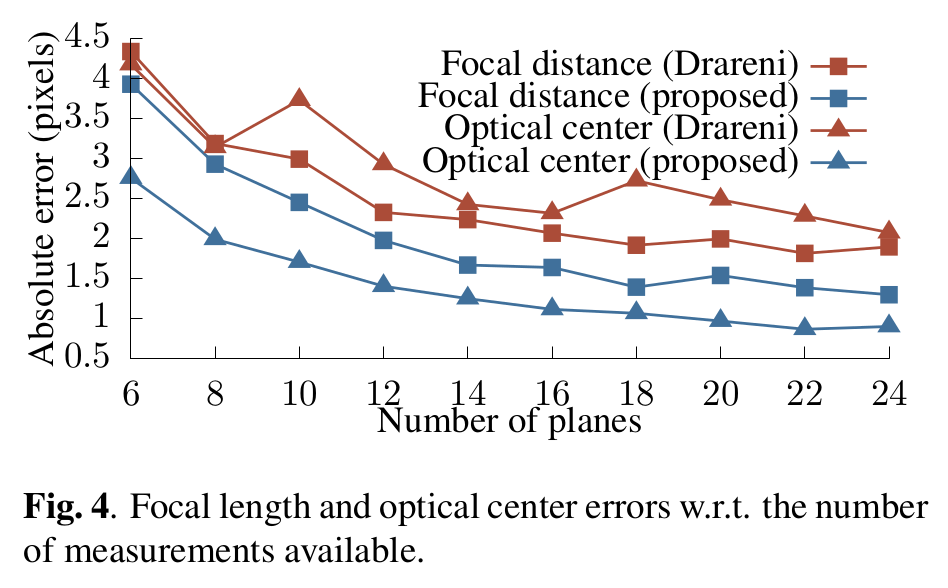 4.5
4
3.5
3
2.5
2
1.5
1
0.5
Absolute error (pixels)
Focal distance (Drareni)
Focal distance (proposed)
Optical center (Drareni)
Optical center (proposed)
6 8 10 12 14 16 18 20 22 24
Number of planes
Fig. 4. Focal length and optical center errors w.r.t. the number
of measurements available.